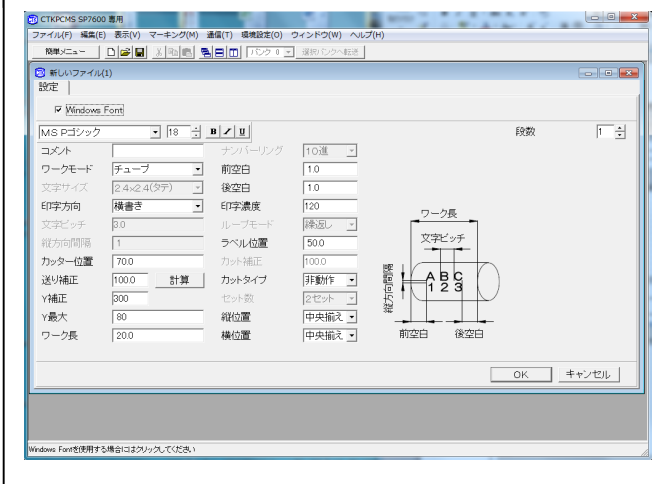 CTKPCMS SP7600 専用
ファイル(F) 編集(E) 表示(V) マーキング(M) 通信(T) 環境設定(O) ウィンドウ(W) ヘルプ(H)
簡単メニュー バンク 0 選択バンクへ転送
新しいファイル(1)
設定
Windows Font
MS Pゴシック 18 B I U 段数 1
コメント ナンバーリング 10進
ワークモード チューブ 前空白 1.0
文字サイズ 24×24(タテ) 後空白 1.0
印字方向 横書き 印字濃度 120
文字ピッチ 3.0 ループモード 繰返し
縦方向間隔 1 ラベル位置 50.0
カッター位置 70.0 カット補正 100.0
送り補正 100.0 計算 カットタイプ 非動作
Y補正 300 セット数 2セット
Y最大 80 縦位置 中央揃え
ワーク長 20.0 横位置 中央揃え
ワーク長
文字ピッチ
縦方向間隔
A B C
1 2 3
前空白 後空白
OK キャンセル
Windows Fontを使用する場合にはクリックしてください